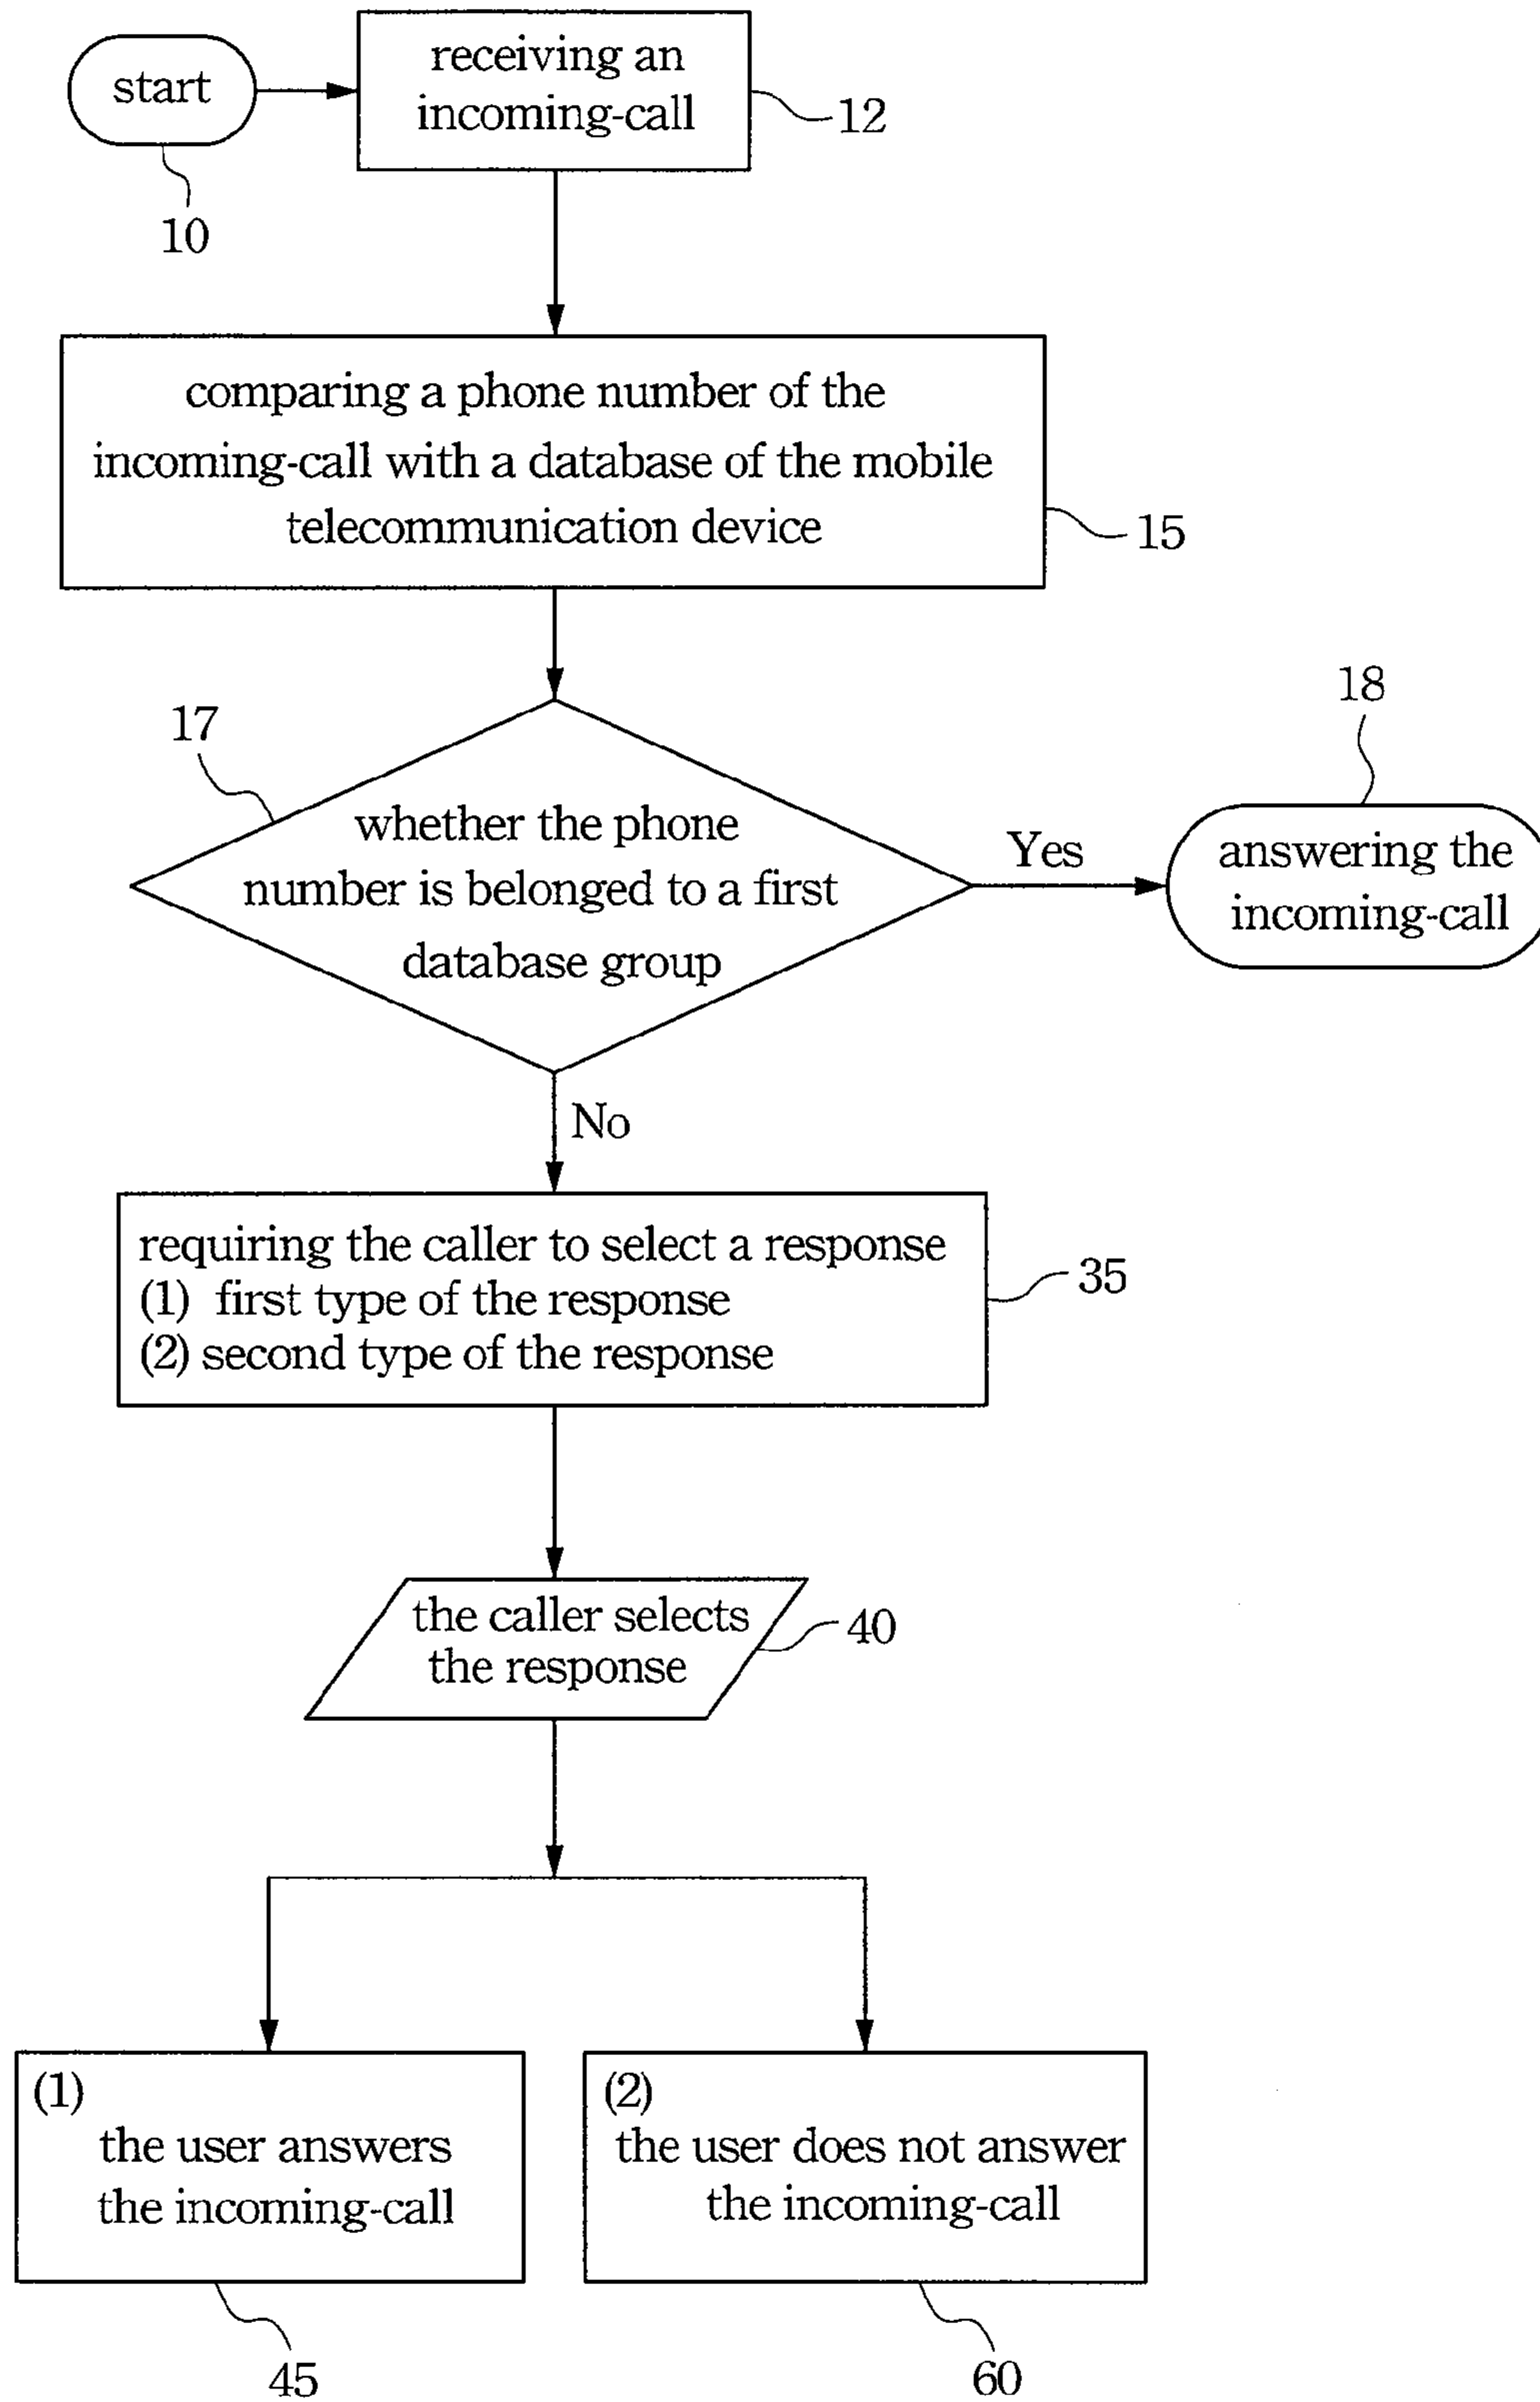 start
receiving an
incoming-call
12
10
comparing a phone number of the
incoming-call with a database of the mobile
telecommunication device
15
17
whether the phone
number is belonged to a first
database group
Yes
18
answering the
incoming-call
No
requiring the caller to select a response
(1) first type of the response
(2) second type of the response
35
the caller selects
the response
40
(1)
the user answers
the incoming-call
45
(2)
the user does not answer
the incoming-call
60